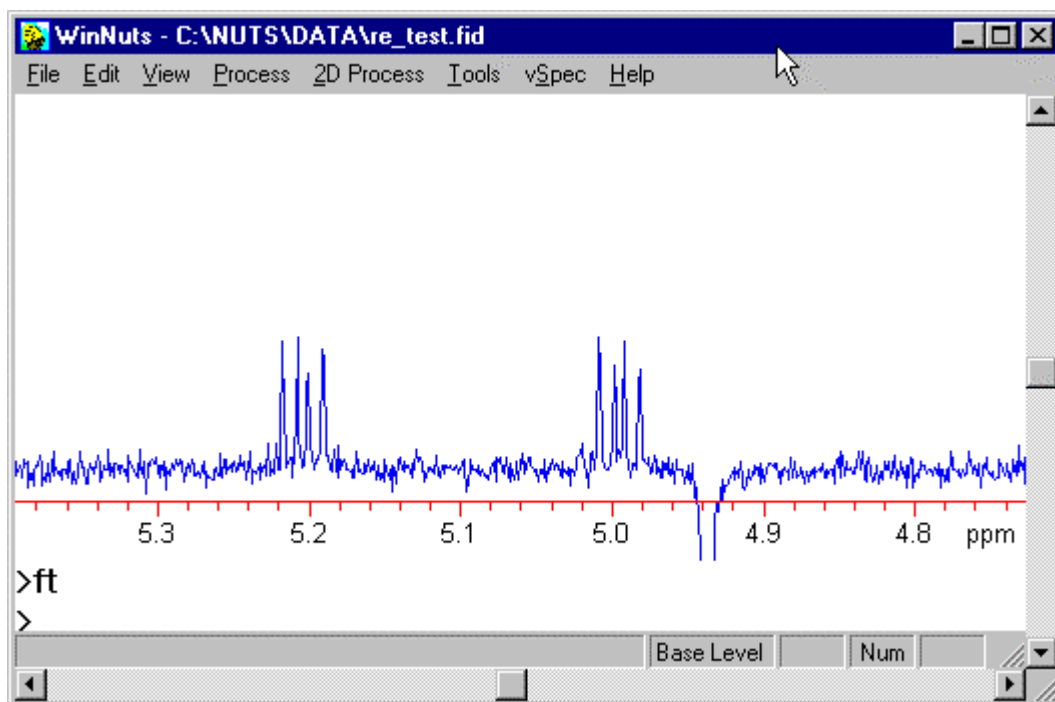 WinNuts - C:\NUTS\DATA\re_test.fid
File Edit View Process 2D Process Tools vSpec Help
5.3 5.2 5.1 5.0 4.9 4.8 ppm
>ft
>
Base Level Num